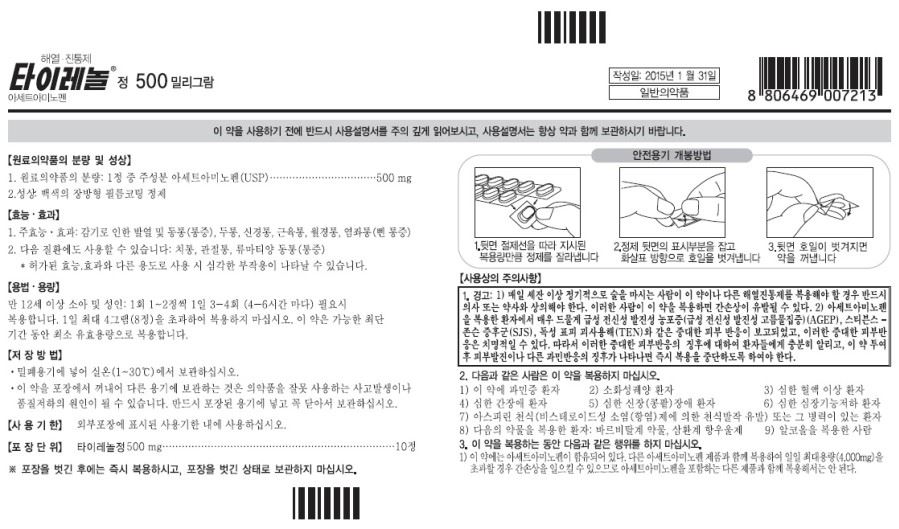 해열·진통제
타이레놀® 정 500 밀리그람
아세트아미노펜
작성일: 2015년 1 월 31일
일반의약품
8 806469 007213
이 약을 사용하기 전에 반드시 사용설명서를 주의 깊게 읽어보시고, 사용설명서는 항상 약과 함께 보관하시기 바랍니다.
【원료의약품의 분량 및 성상】
1. 원료의약품의 분량: 1정 중 주성분 아세트아미노펜(USP)································500 mg
2.성상: 백색의 장방형 필름코팅 정제
【효능·효과】
1. 주효능·효과: 감기로 인한 발열 및 동통(통증), 두통, 신경통, 근육통, 월경통, 염좌통(삔 통증)
2. 다음 질환에도 사용할 수 있습니다: 치통, 관절통, 류마티양 동통(통증)
* 허가된 효능,효과와 다른 용도로 사용 시 심각한 부작용이 나타날 수 있습니다.
【용법·용량】
만 12세 이상 소아 및 성인: 1회 1~2정씩 1일 3-4회 (4-6시간 마다) 필요시
복용합니다. 1일 최대 4그램(8정)을 초과하여 복용하지 마십시오. 이 약은 가능한 최단
기간 동안 최소 유효용량으로 복용합니다.
【저 장 방 법】
•밀폐용기에 넣어 실온(1~30℃)에서 보관하십시오.
•이 약을 포장에서 꺼내어 다른 용기에 보관하는 것은 의약품을 잘못 사용하는 사고발생이나
품질저하의 원인이 될 수 있습니다. 반드시 포장된 용기에 넣고 꼭 닫아서 보관하십시오.
【사 용 기 한】 외부포장에 표시된 사용기한 내에 사용하십시오.
【포 장 단 위】 타이레놀정500 mg································10정
※ 포장을 벗긴 후에는 즉시 복용하시고, 포장을 벗긴 상태로 보관하지 마십시오.
안전용기 개봉방법
1.뒷면 절제선을 따라 지시된
복용량만큼 정제를 잘라냅니다
2.정제 뒷면의 표시부분을 잡고
화살표 방향으로 호일을 벗겨냅니다
3.뒷면 호일이 벗겨지면
약을 꺼냅니다
【사용상의 주의사항】
1. 경고: 1) 매일 세잔 이상 정기적으로 술을 마시는 사람이 이 약이나 다른 해열진통제를 복용해야 할 경우 반드시
의사 또는 약사와 상의해야 한다. 이러한 사람이 이 약을 복용하면 간손상이 유발될 수 있다. 2) 아세트아미노펜
을 복용한 환자에서 매우 드물게 급성 전신성 발진성 농포증(급성 전신성 발진성 고름물집증)(AGEP), 스티븐스-
존슨 증후군(SJS), 독성 표피 괴사용해(TEN)와 같은 중대한 피부 반응이 보고되었고, 이러한 중대한 피부반
응은 치명적일 수 있다. 따라서 이러한 중대한 피부반응의 징후에 대하여 환자들에게 충분히 알리고, 이 약 투여
후 피부발진이나 다른 과민반응의 징후가 나타나면 즉시 복용을 중단하도록 하여야 한다.
2. 다음과 같은 사람은 이 약을 복용하지 마십시오.
1) 이 약에 과민증 환자 2) 소화성궤양 환자 3) 심한 혈액 이상 환자
4) 심한 간장애 환자 5) 심한 신장(콩팥)장애 환자 6) 심한 심장기능저하 환자
7) 아스피린 천식(비스테로이드성 소염(항염)제에 의한 천식발작 유발) 또는 그 병력이 있는 환자
8) 다음의 약물을 복용한 환자: 바르비탈계 약물, 삼환계 항우울제 9) 알코올을 복용한 사람
3. 이 약을 복용하는 동안 다음과 같은 행위를 하지 마십시오.
1) 이 약에는 아세트아미노펜이 함유되어 있다. 다른 아세트아미노펜 제품과 함께 복용하여 일일 최대용량(4,000mg)을
초과할 경우 간손상을 일으킬 수 있으므로 아세트아미노펜을 포함하는 다른 제품과 함께 복용해서는 안 된다.